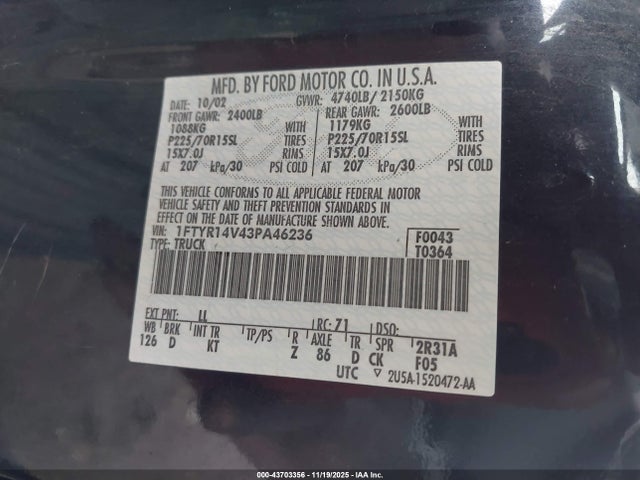 MFD. BY FORD MOTOR CO. IN U.S.A.
DATE: 10/02 GVWR: 4740LB/ 2150KG
FRONT GAWR: 2400LB REAR GAWR: 2600LB
1088KG WITH 1179KG WITH
P225/70R15SL TIRES P225/70R15SL TIRES
15X7.0J RIMS 15X7.0J RIMS
AT 207 kPa/30 PSI COLD AT 207 kPa/30 PSI COLD
THIS VEHICLE CONFORMS TO ALL APPLICABLE FEDERAL MOTOR
VEHICLE SAFETY AND THEFT PREVENTION STANDARDS IN
EFFECT ON THE DATE OF MANUFACTURE SHOWN ABOVE.
VIN: 1FTYR14V43PA46236 F0043
TYPE: TRUCK T0364
EXT PNT: LL RC: 71 DSO:
WB BRK INT TR TP/PS R AXLE TR SPR 2R31A
126 D KT Z 86 D CK F05
UTC ▽ 2U5A-1520472-AA
000-43703356 | 11/19/2025 - IAA Inc.